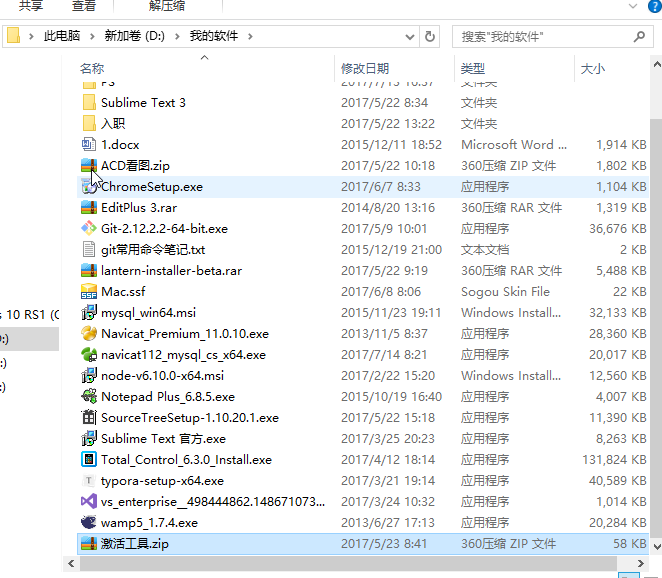 共享 查看 解压缩
此电脑 新加卷 (D:) 我的软件 搜索"我的软件"
名称 修改日期 类型 大小
PS 2017/7/13 16:37 文件夹
Sublime Text 3 2017/5/22 8:34 文件夹
入职 2017/5/22 13:22 文件夹
1.docx 2015/12/11 18:52 Microsoft Word ... 1,914 KB
ACD看图.zip 2017/5/22 10:18 360压缩 ZIP 文件 1,802 KB
ChromeSetup.exe 2017/6/7 8:33 应用程序 1,104 KB
EditPlus 3.rar 2014/8/20 13:16 360压缩 RAR 文件 1,319 KB
Git-2.12.2.2-64-bit.exe 2017/5/9 10:01 应用程序 36,676 KB
git常用命令笔记.txt 2015/12/19 21:00 文本文档 2 KB
lantern-installer-beta.rar 2017/5/22 9:19 360压缩 RAR 文件 5,488 KB
Mac.ssf 2017/6/8 8:06 Sogou Skin File 22 KB
s 10 RS1 (C
mysql_win64.msi 2015/11/23 19:11 Windows Install... 32,133 KB
:)
Navicat_Premium_11.0.10.exe 2013/11/5 8:37 应用程序 28,360 KB
:)
navicat112_mysql_cs_x64.exe 2017/7/14 8:21 应用程序 20,017 KB
:)
node-v6.10.0-x64.msi 2017/2/22 15:20 Windows Install... 12,560 KB
Notepad Plus_6.8.5.exe 2015/10/19 16:40 应用程序 4,007 KB
SourceTreeSetup-1.10.20.1.exe 2017/5/22 15:18 应用程序 11,390 KB
Sublime Text 官方.exe 2017/3/25 20:23 应用程序 8,263 KB
Total_Control_6.3.0_Install.exe 2017/4/12 18:14 应用程序 131,824 KB
typora-setup-x64.exe 2017/3/21 19:14 应用程序 40,589 KB
vs_enterprise__498444862.148671073... 2017/3/24 10:32 应用程序 1,014 KB
wamp5_1.7.4.exe 2013/6/27 17:13 应用程序 20,284 KB
激活工具.zip 2017/5/23 8:41 360压缩 ZIP 文件 58 KB